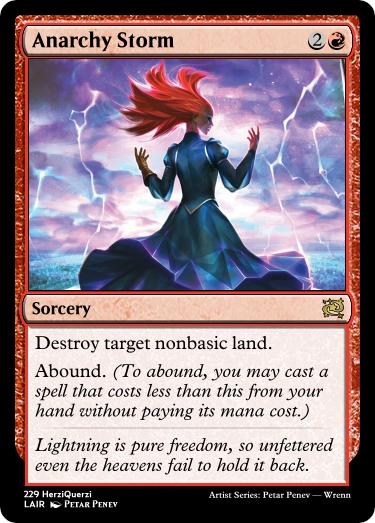 Anarchy Storm 2
Sorcery
Destroy target nonbasic land.
Abound. (To abound, you may cast a
spell that costs less than this from your
hand without paying its mana cost.)
Lightning is pure freedom, so unfettered
even the heavens fail to hold it back.
229 HerziQuerzi
LAIR Petar Penev
Artist Series: Petar Penev — Wrenn